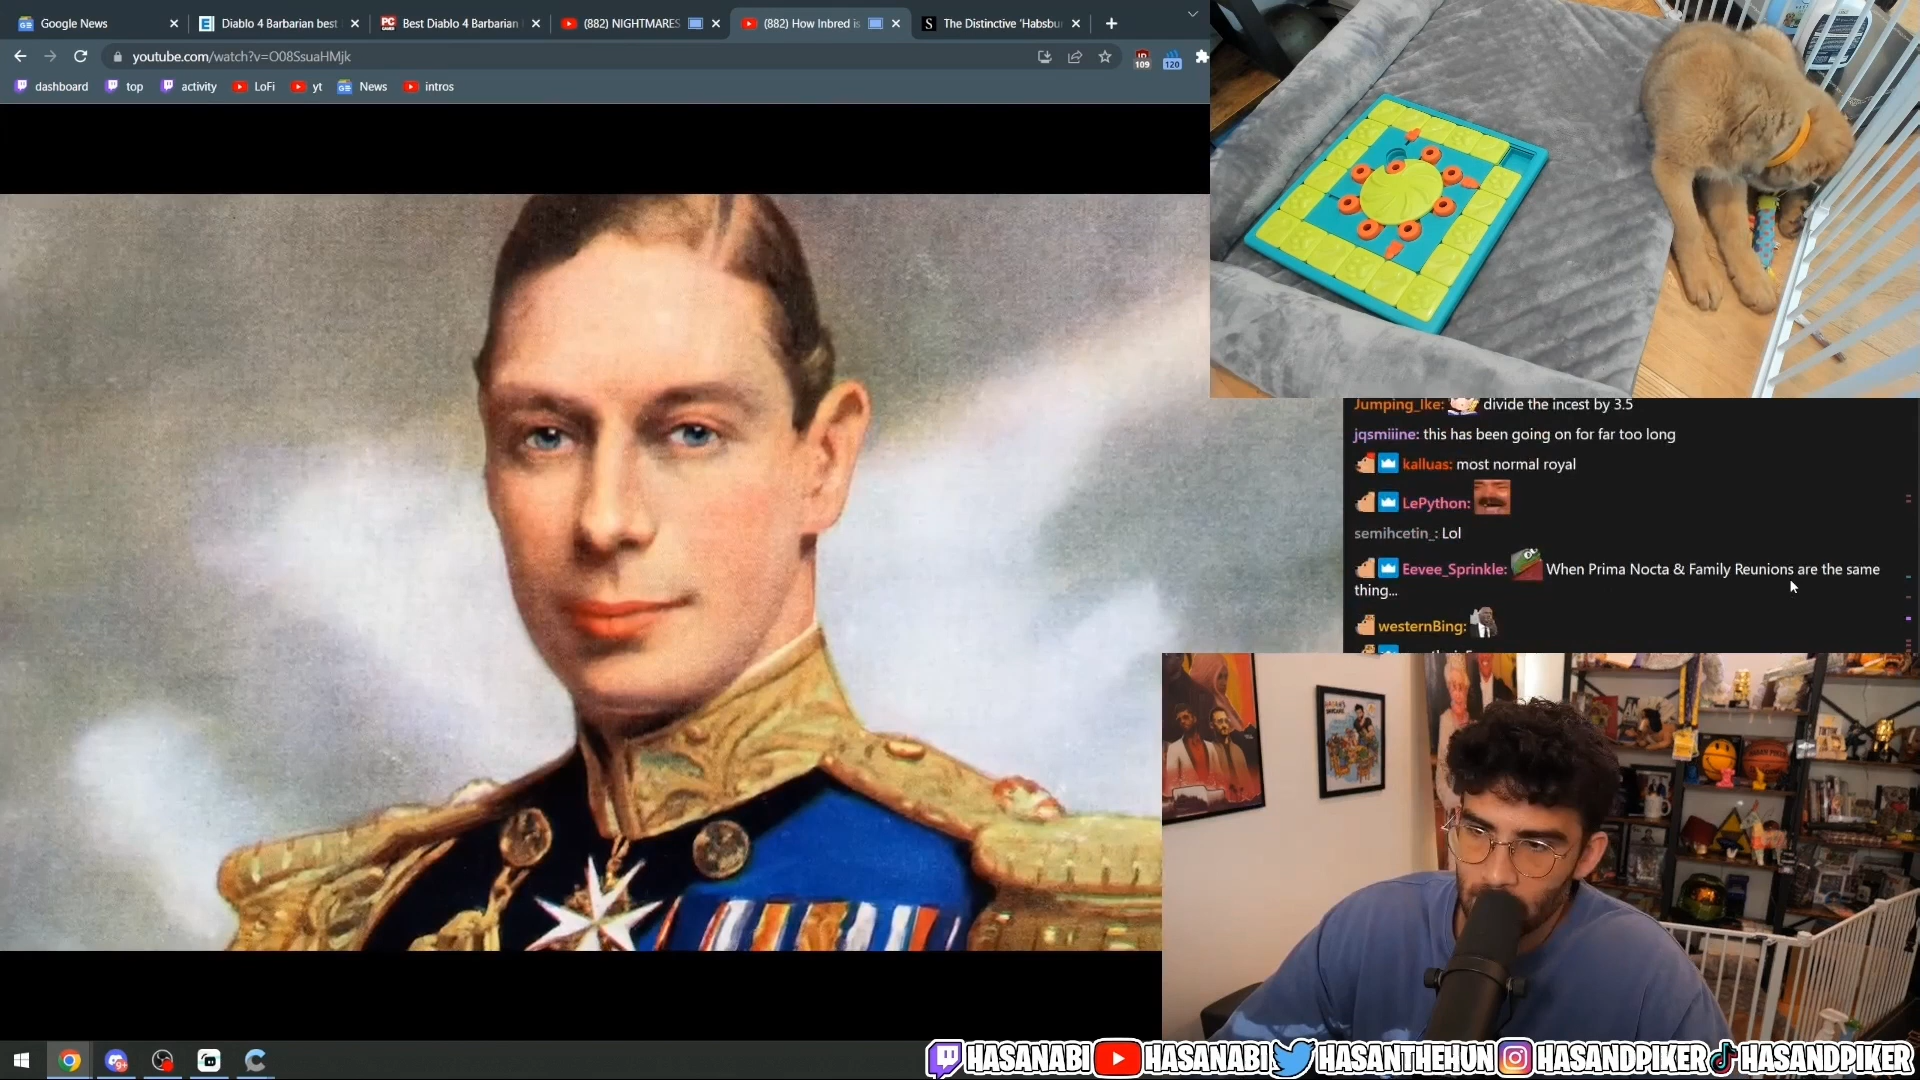 Google News
Diablo 4 Barbarian best
Best Diablo 4 Barbarian
(882) NIGHTMARES
(882) How Inbred is
The Distinctive 'Habsbu
youtube.com/watch?v=O08SsuaHMjk
109
120
dashboard
top
activity
LoFi
yt
News
intros
Jumping_Ike: divide the incest by 3.5
jqsmiiine: this has been going on for far too long
kalluas: most normal royal
LePython:
semihcetin_: Lol
Eevee_Sprinkle: When Prima Nocta & Family Reunions are the same
thing...
westernBing:
9+
HASANABI
HASANABI
HASANTHEHUN
HASANDPIKER
HASANDPIKER